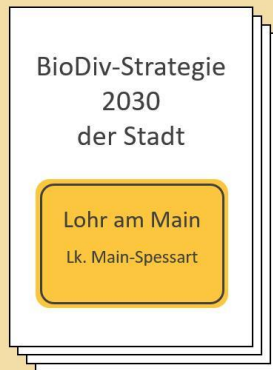 BioDiv-Strategie
2030
der Stadt
Lohr am Main
Lk. Main-Spessart